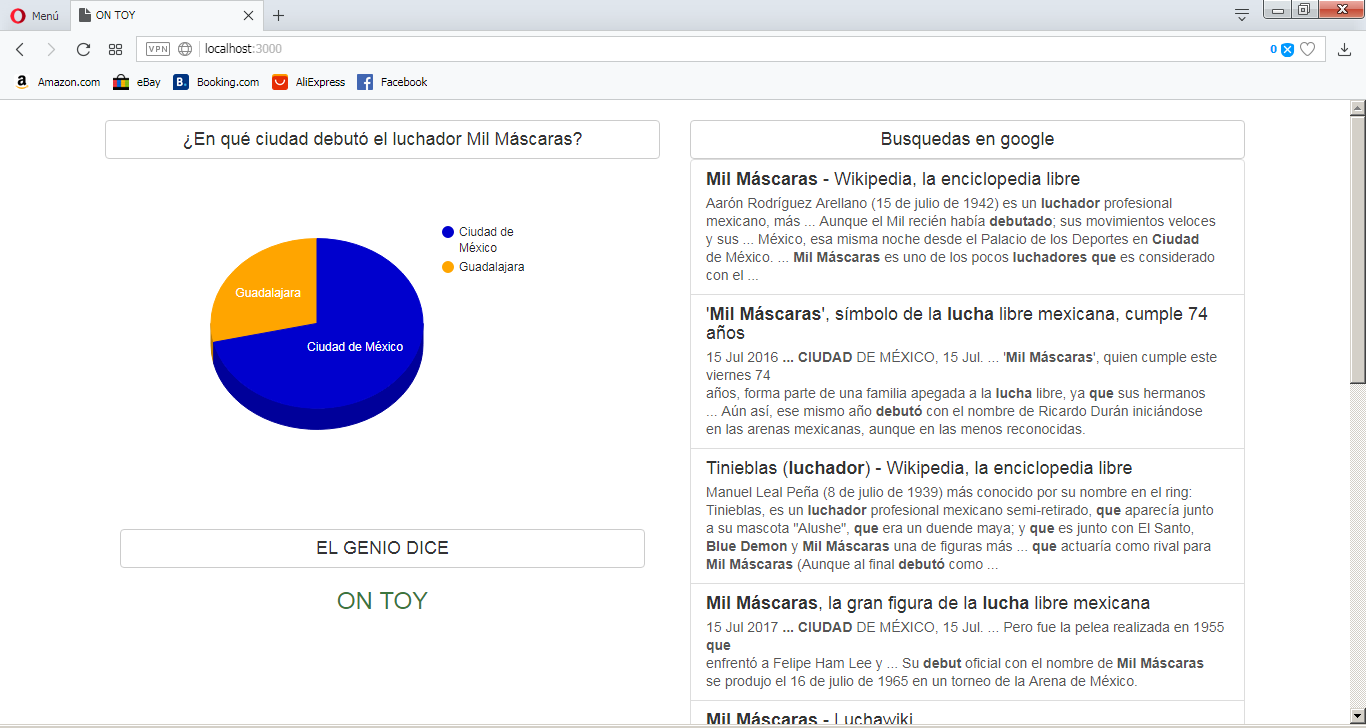 Menú
ON TOY
VPN
localhost:3000
0
Amazon.com
eBay
B. Booking.com
AliExpress
Facebook
¿En qué ciudad debutó el luchador Mil Máscaras?
Ciudad de
México
Guadalajara
Guadalajara
Ciudad de México
EL GENIO DICE
ON TOY
Busquedas en google
Mil Máscaras - Wikipedia, la enciclopedia libre
Aarón Rodríguez Arellano (15 de julio de 1942) es un luchador profesional
mexicano, más ... Aunque el Mil recién había debutado; sus movimientos veloces
y sus ... México, esa misma noche desde el Palacio de los Deportes en Ciudad
de México. ... Mil Máscaras es uno de los pocos luchadores que es considerado
con el ...
'Mil Máscaras', símbolo de la lucha libre mexicana, cumple 74
años
15 Jul 2016 ... CIUDAD DE MÉXICO, 15 Jul. ... 'Mil Máscaras', quien cumple este
viernes 74
años, forma parte de una familia apegada a la lucha libre, ya que sus hermanos
... Aún así, ese mismo año debutó con el nombre de Ricardo Durán iniciándose
en las arenas mexicanas, aunque en las menos reconocidas.
Tinieblas (luchador) - Wikipedia, la enciclopedia libre
Manuel Leal Peña (8 de julio de 1939) más conocido por su nombre en el ring:
Tinieblas, es un luchador profesional mexicano semi-retirado, que aparecía junto
a su mascota "Alushe", que era un duende maya; y que es junto con El Santo,
Blue Demon y Mil Máscaras una de figuras más ... que actuaría como rival para
Mil Máscaras (Aunque al final debutó como ...
Mil Máscaras, la gran figura de la lucha libre mexicana
15 Jul 2017 ... CIUDAD DE MÉXICO, 15 Jul. ... Pero fue la pelea realizada en 1955
que
enfrentó a Felipe Ham Lee y ... Su debut oficial con el nombre de Mil Máscaras
se produjo el 16 de julio de 1965 en un torneo de la Arena de México.
Mil Máscaras - Luchawiki